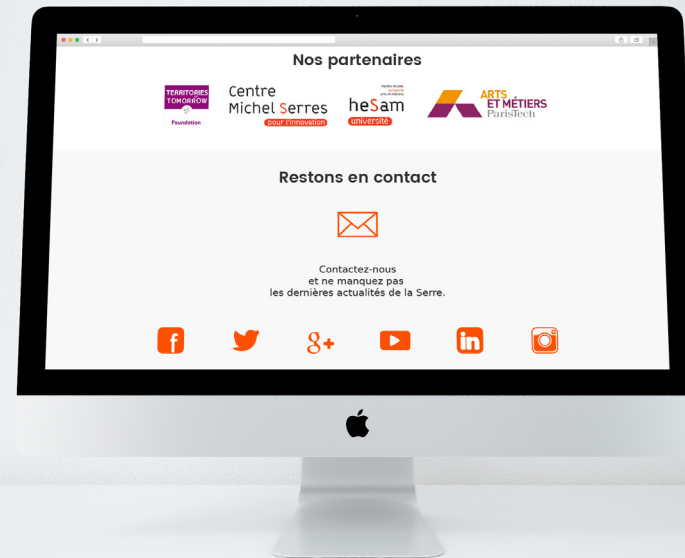 Nos partenaires
TERRITORIES
TOMORROW
Foundation
Centre
Michel Serres
pour l'innovation
heSam
université
ARTS
ET MÉTIERS
ParisTech
Restons en contact
Contactez-nous
et ne manquez pas
les dernières actualités de la Serre.
f
g+
in